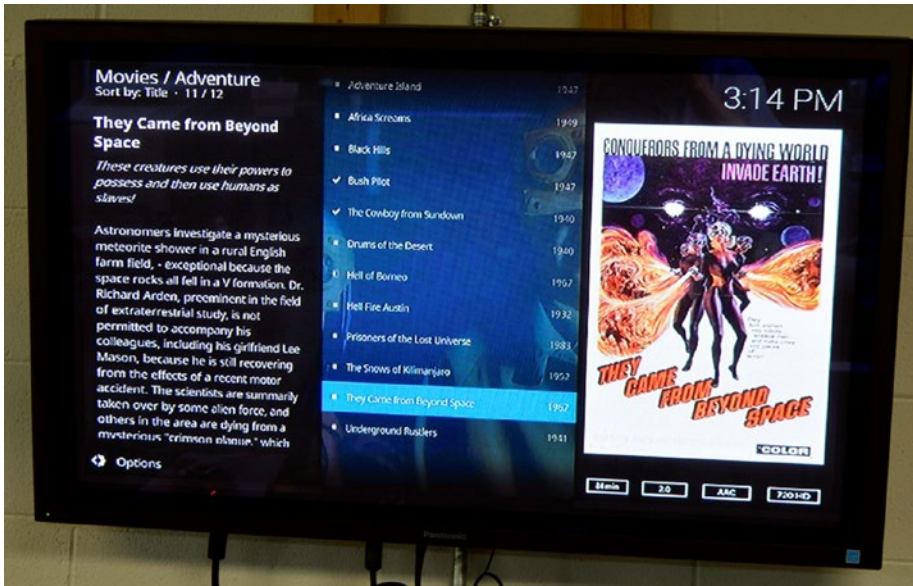 Movies / Adventure
Sort by: Title · 11 / 12
They Came from Beyond
Space
These creatures use their powers to
possess and then use humans as
slaves!
Astronomers investigate a mysterious
meteorite shower in a rural English
farm field, - exceptional because the
space rocks all fell in a V formation. Dr.
Richard Arden, preeminent in the field
of extraterrestrial study, is not
permitted to accompany his
colleagues, including his girlfriend Lee
Mason, because he is still recovering
from the effects of a recent motor
accident. The scientists are summarily
taken over by some alien force, and
others in the area are dying from a
mysterious "crimson plague," which
Options
Adventure Island 1947
Africa Screams 1949
Black Hills 1947
Bush Pilot 1947
The Cowboy from Sundown 1940
Drums of the Desert 1940
Hell of Borneo 1967
Hell Fire Austin 1932
Prisoners of the Lost Universe 1983
The Snows of Kilimanjaro 1952
They Came from Beyond Space 1967
Underground Rustlers 1941
3:14 PM
CONQUERORS FROM A DYING WORLD
INVADE EARTH!
THEY
CAME
FROM
BEYOND
SPACE
COLOR
84min 2.0 AAC 720 HD
Panasonic